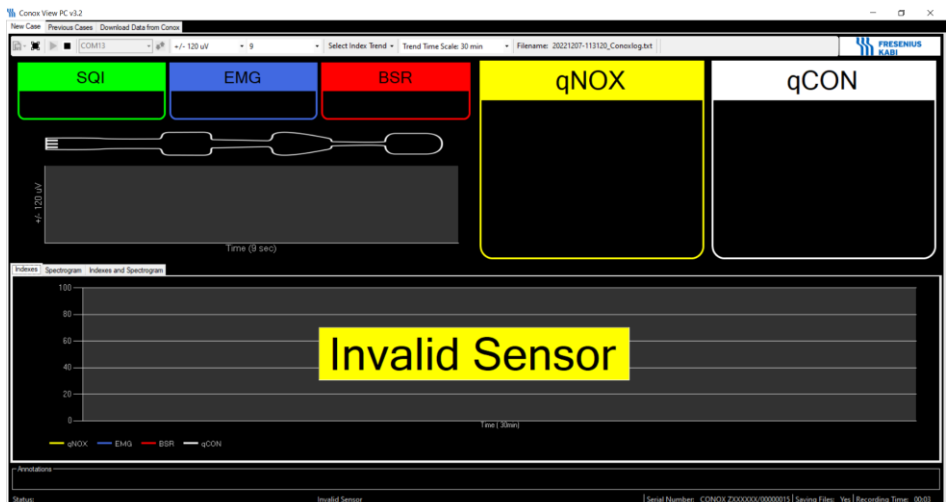 Conox View PC v3.2
New Case Previous Cases Download Data from Conox
COM13 +/- 120 uV 9 Select Index Trend Trend Time Scale: 30 min Filename: 20221207-113120_Conoxlog.txt
FRESENIUS
KABI
SQI EMG BSR qNOX qCON
+/- 120 uV
Time (9 sec)
Indexes Spectrogram Indexes and Spectrogram
100
80
60
40
20
0
Invalid Sensor
Time ( 30min)
qNOX EMG BSR qCON
Annotations
Status: Invalid Sensor Serial Number: CONOX ZXXXXXX/00000015 Saving Files: Yes Recording Time: 00:03